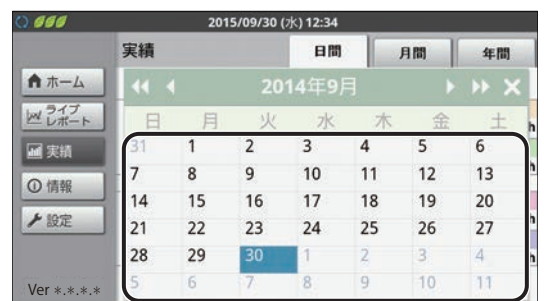 2015/09/30 (水) 12:34
実績 日間 月間 年間
ホーム
ライブ
レポート
実績
情報
設定
Ver *.*.*.*
2014年9月
日 月 火 水 木 金 土
31 1 2 3 4 5 6
7 8 9 10 11 12 13
14 15 16 17 18 19 20
21 22 23 24 25 26 27
28 29 30 1 2 3 4
5 6 7 8 9 10 11
h
h
h
h